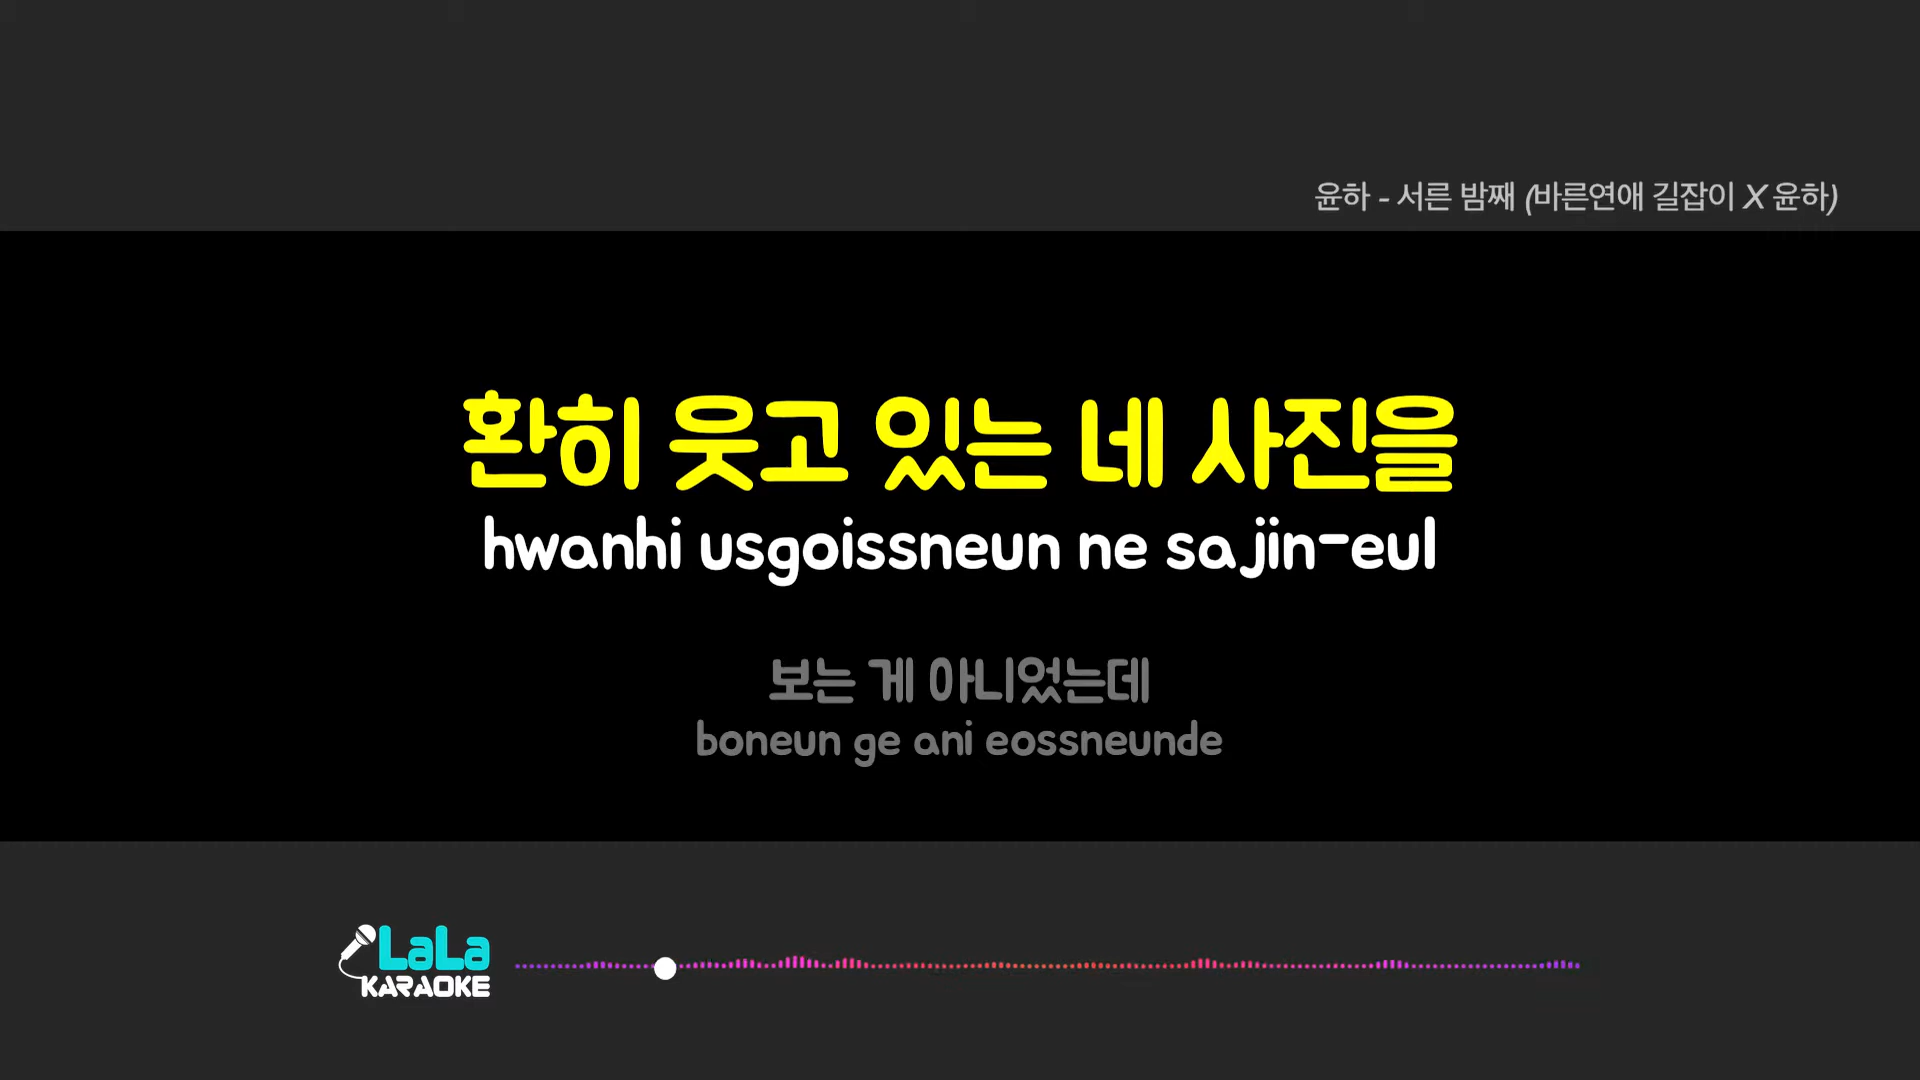 윤하 - 서른 밤째 (바른연애 길잡이 X 윤하)
환히 웃고 있는 네 사진을
hwanhi usgoissneun ne sajin-eul
보는 게 아니었는데
boneun ge ani eossneunde
LaLa
KARAOKE